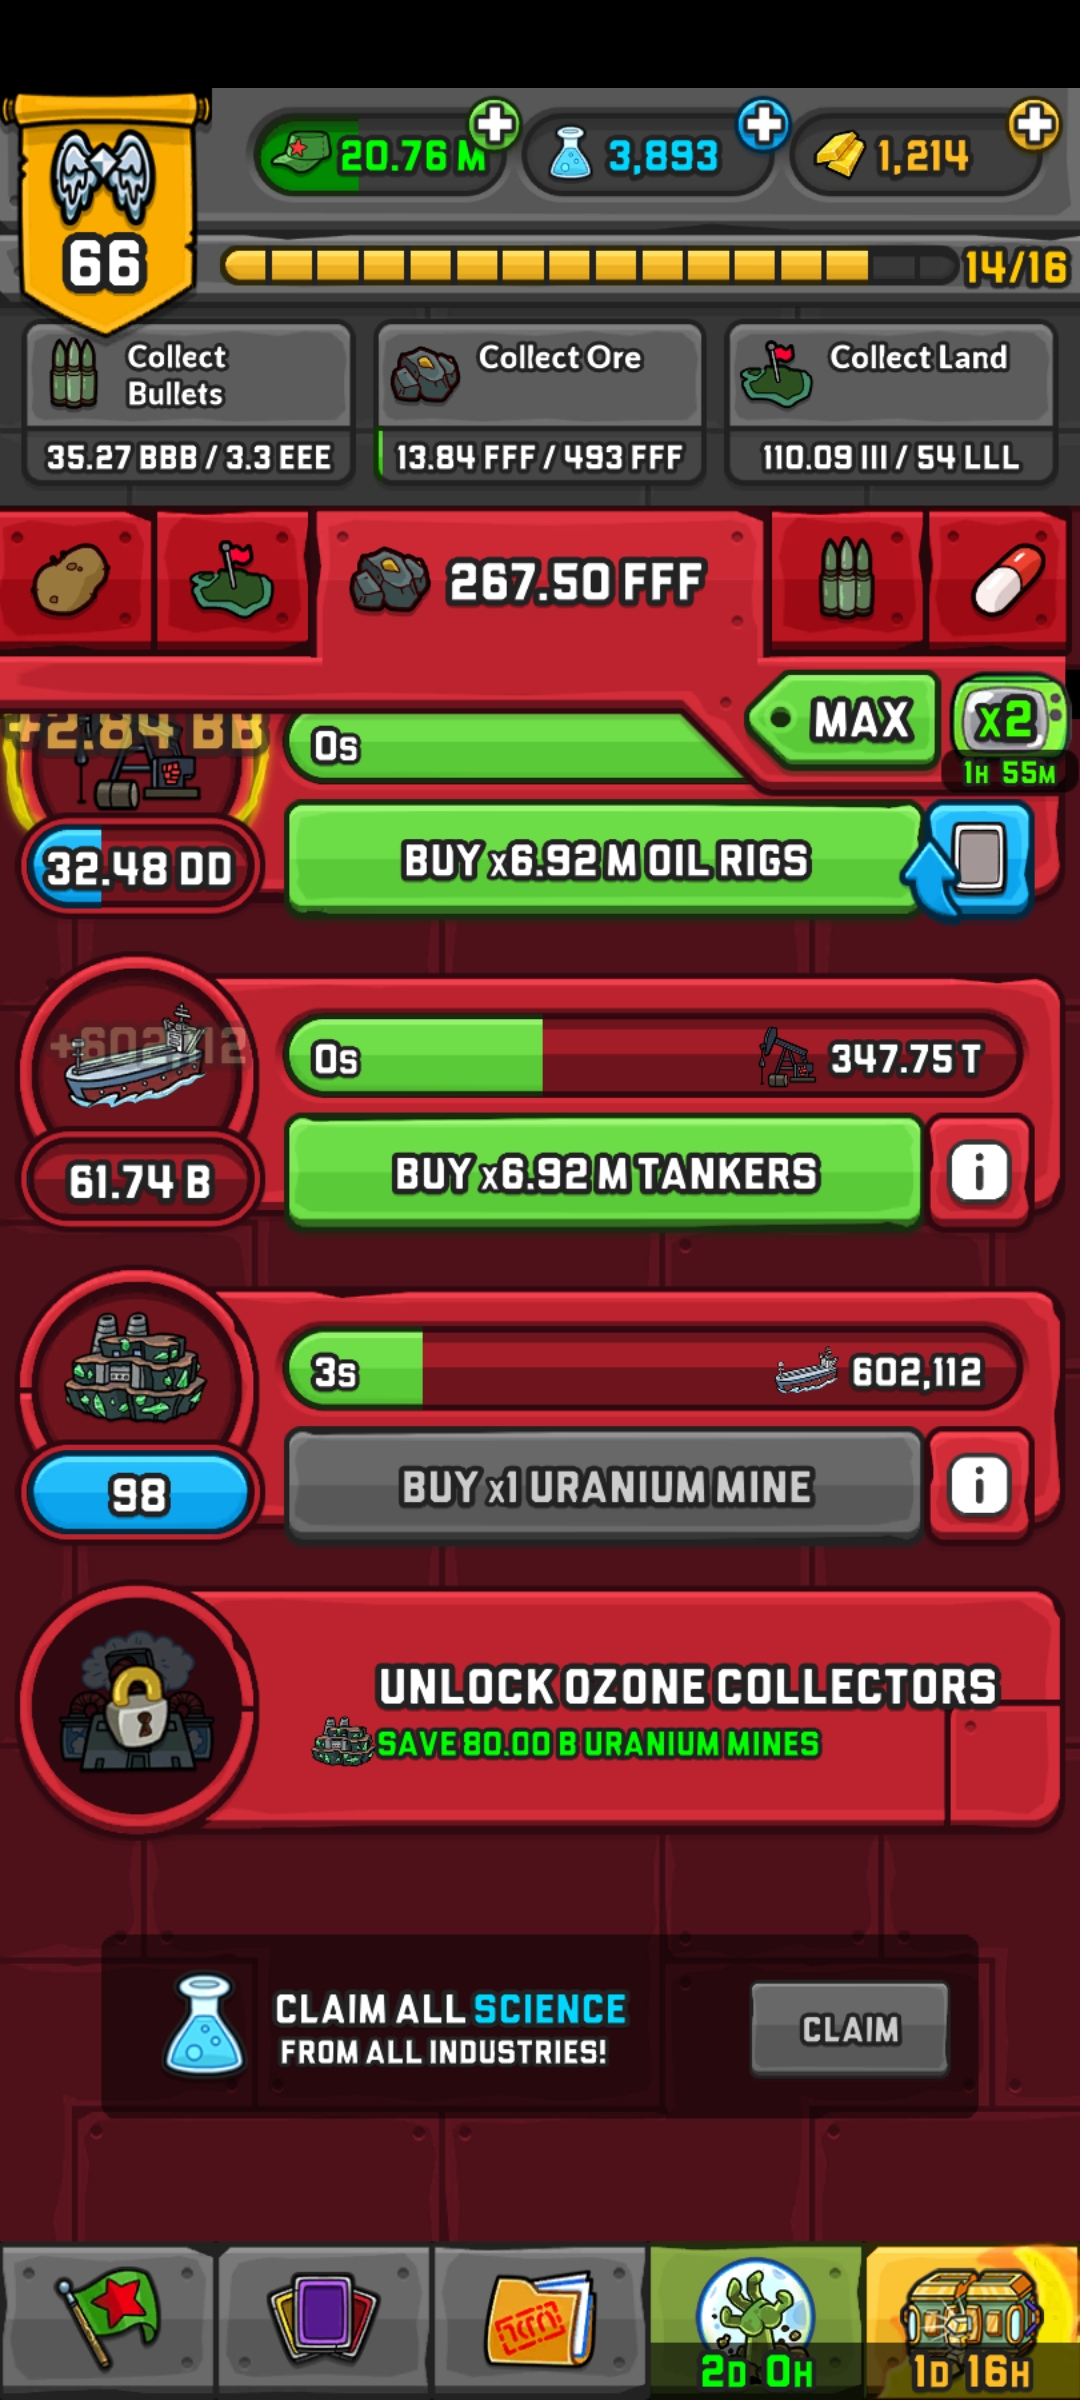 20.76 M
3,893
1,214
66
14/16
Collect
Bullets
Collect Ore
Collect Land
35.27 BBB / 3.3 EEE
13.84 FFF / 493 FFF
110.09 III / 54 LLL
267.50 FFF
MAX
x2
1H 55M
+2.84 BB
0s
32.48 DD
BUY x6.92 M OIL RIGS
+602,112
0s
347.75 T
61.74 B
BUY x6.92 M TANKERS
i
3s
602,112
98
BUY x1 URANIUM MINE
i
UNLOCK OZONE COLLECTORS
SAVE 80.00 B URANIUM MINES
CLAIM ALL SCIENCE
FROM ALL INDUSTRIES!
CLAIM
2D 0H
1D 16H